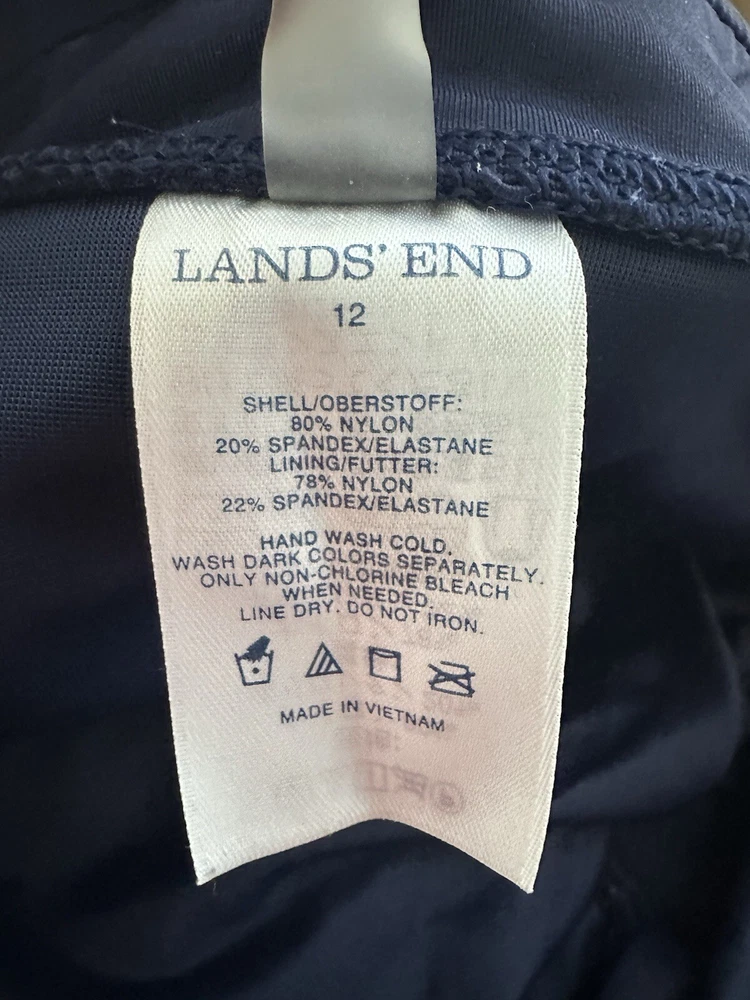 LANDS' END
12
SHELL/OBERSTOFF:
80% NYLON
20% SPANDEX/ELASTANE
LINING/FUTTER:
78% NYLON
22% SPANDEX/ELASTANE
HAND WASH COLD.
WASH DARK COLORS SEPARATELY.
ONLY NON-CHLORINE BLEACH
WHEN NEEDED.
LINE DRY. DO NOT IRON.
MADE IN VIETNAM